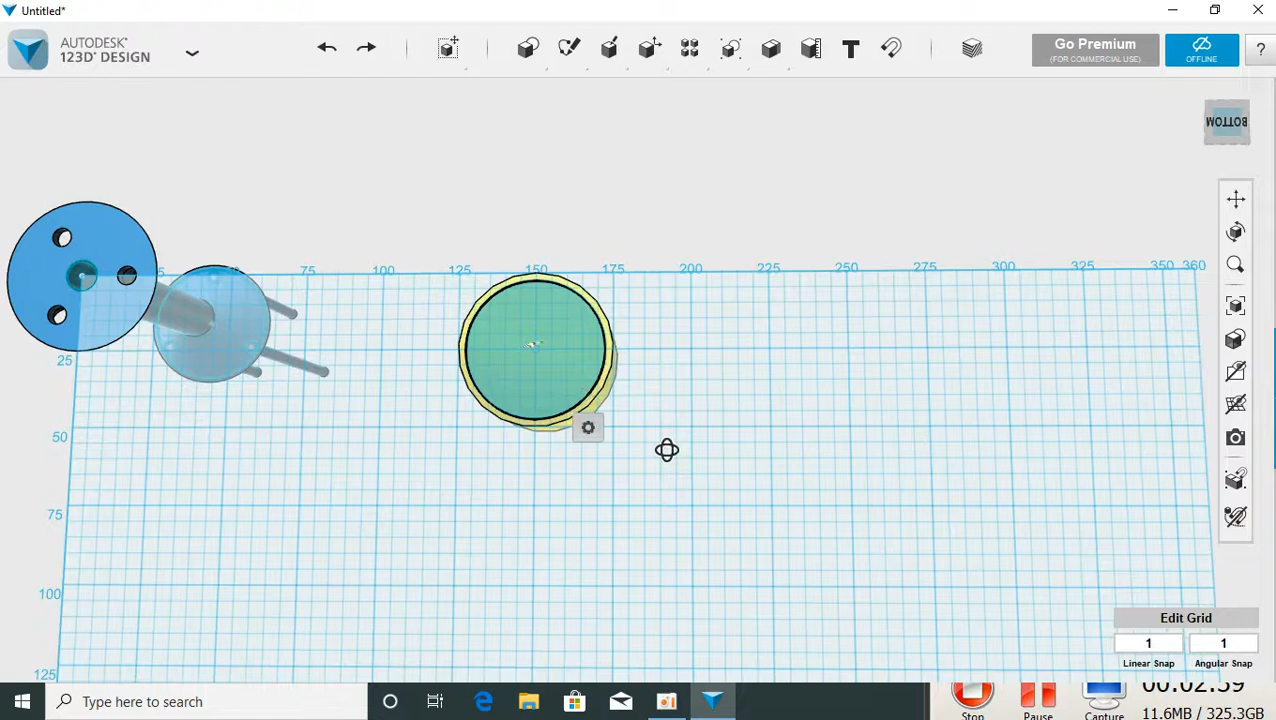 Untitled*
AUTODESK®
123D® DESIGN
Go Premium
(FOR COMMERCIAL USE)
OFFLINE
?
BOTTOM
75
100
125
150
175
200
225
250
275
300
325
350
360
25
50
75
100
125
Edit Grid
1
1
Linear Snap
Angular Snap
Type here to search
00:02:39
Stop
Pause
Capture
11.6MB / 325.3GB